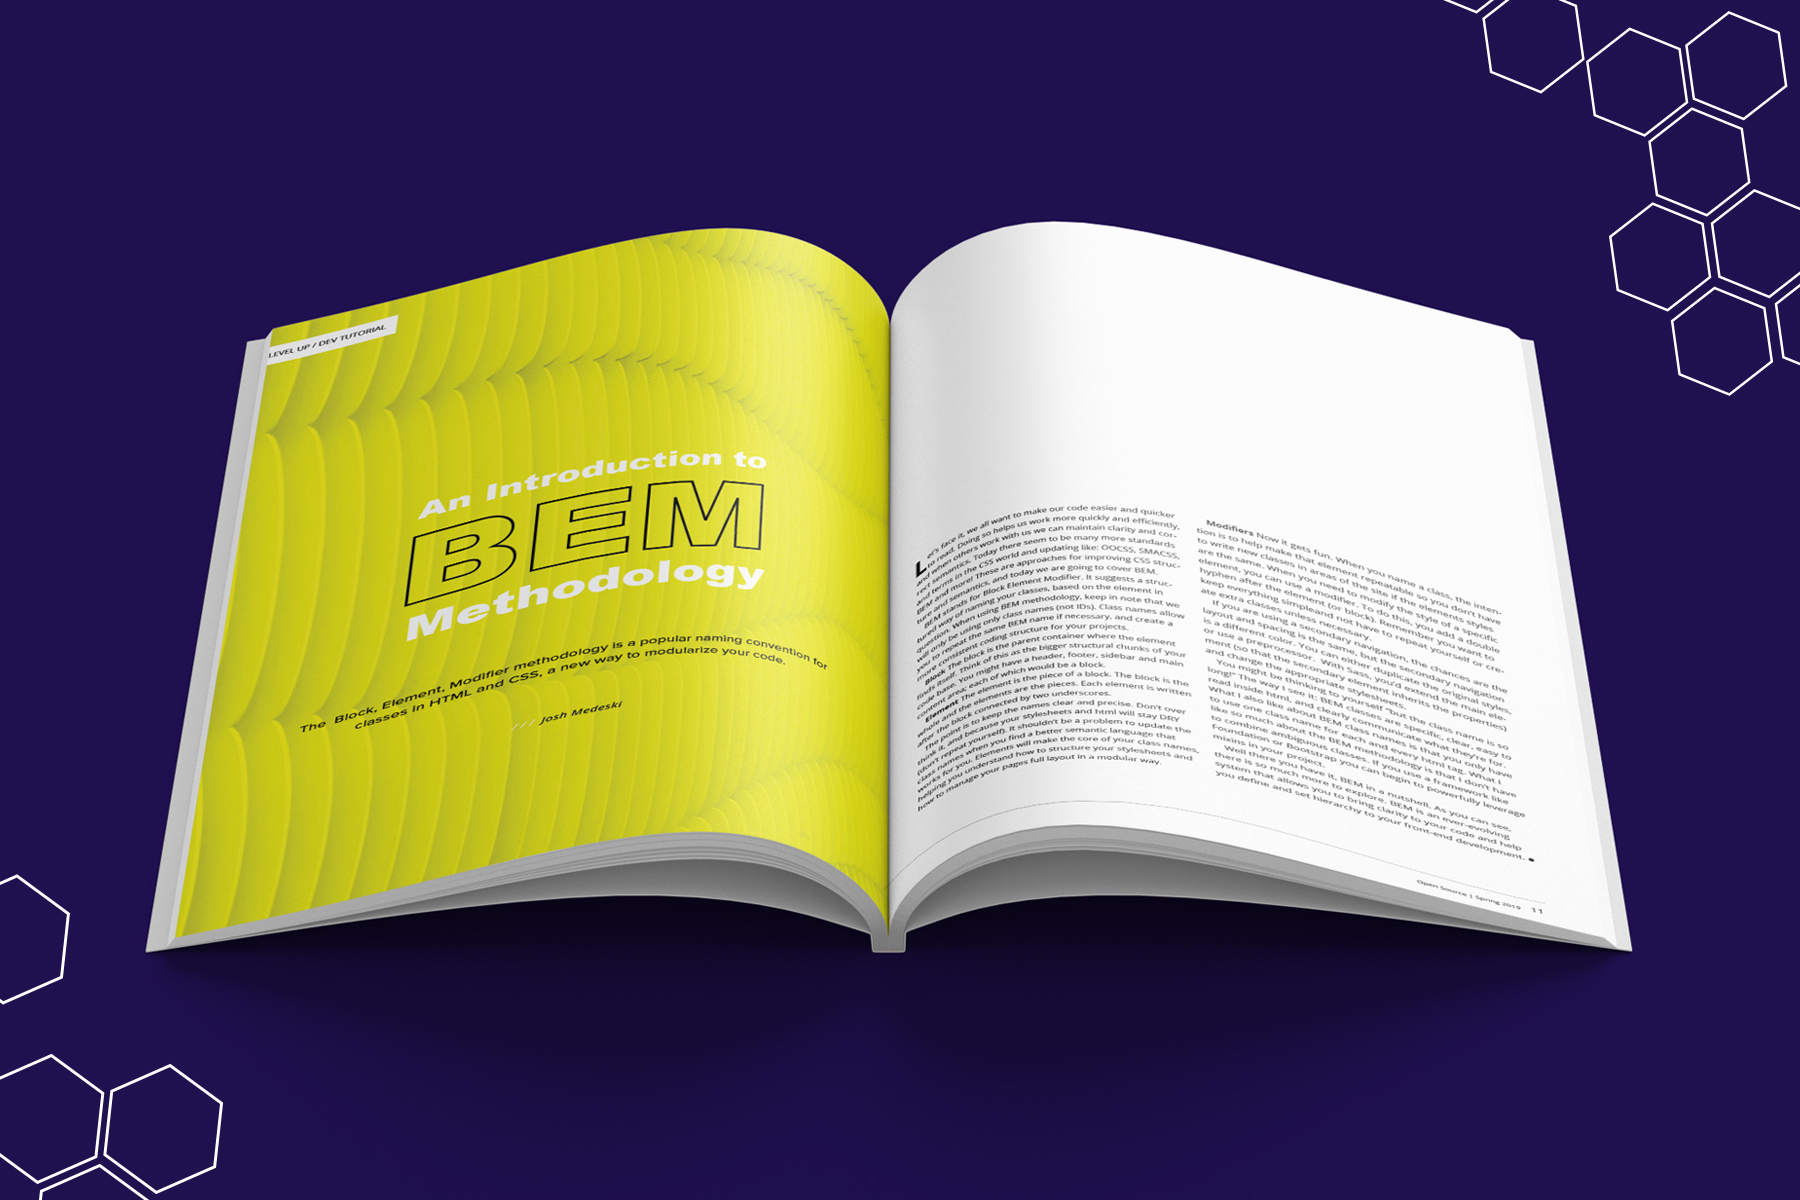 LEVEL UP / DEV TUTORIAL
An Introduction to
BEM
Methodology
The Block, Element, Modifier methodology is a popular naming convention for
classes in HTML and CSS, a new way to modularize your code.
/ / / Josh Medeski
Let's face it, we all want to make our code easier and quicker
to read. Doing so helps us work more quickly and efficiently,
and when others work with us we can maintain clarity and cor-
rect semantics. Today there seem to be many more standards
and terms in the CSS world and updating like: OOCSS, SMACSS,
BEM and more! These are approaches for improving CSS struc-
ture and semantics, and today we are going to cover BEM.
BEM stands for Block Element Modifier. It suggests a struc-
tured way of naming your classes, based on the element in
question. When using BEM methodology, keep in note that we
will only be using only class names (not IDs). Class names allow
you to repeat the same BEM name if necessary, and create a
more consistent coding structure for your projects.
Block The block is the parent container where the element
finds itself. Think of this as the bigger structural chunks of your
code base. You might have a header, footer, sidebar and main
content area; each of which would be a block.
Element The element is the piece of a block. The block is the
whole and the elements are the pieces. Each element is written
after the block connected by two underscores.
The point is to keep the names clear and precise. Don't over
think it, and because your stylesheets and html will stay DRY
(don't repeat yourself). It shouldn't be a problem to update the
class names when you find a better semantic language that
works for you. Elements will make the core of your class names,
helping you understand how to structure your stylesheets and
how to manage your pages full layout in a modular way.
Modifiers Now it gets fun. When you name a class, the inten-
tion is to help make that element repeatable so you don't have
to write new classes in areas of the site if the elements styles
are the same. When you need to modify the style of a specific
element, you can use a modifier. To do this, you add a double
hyphen after the element (or block). Remember you want to
keep everything simpleand not have to repeat yourself or cre-
ate extra classes unless necessary.
If you are using a secondary navigation, the chances are the
layout and spacing is the same, but the secondary navigation
is a different color. You can either duplicate the original styles,
or use a preprocessor. With Sass, you'd extend the main ele-
ment (so that the secondary element inherits the properties)
and change the appropriate stylesheets.
You might be thinking to yourself "but the class name is so
long!" The way I see it: BEM classes are specific, clear, easy to
read inside html, and clearly communicate what they're for.
What I also like about BEM class names is that you only have
to use one class name for each and every html tag. What I
like so much about the BEM methodology is that I don't have
to combine ambiguous classes. If you use a framework like
Foundation or Bootstrap you can begin to powerfully leverage
mixins in your project.
Well there you have it, BEM in a nutshell. As you can see,
there is so much more to explore. BEM is an ever-evolving
system that allows you to bring clarity to your code and help
you define and set hierarchy to your front-end development. ●
Open Source | Spring 2019 11